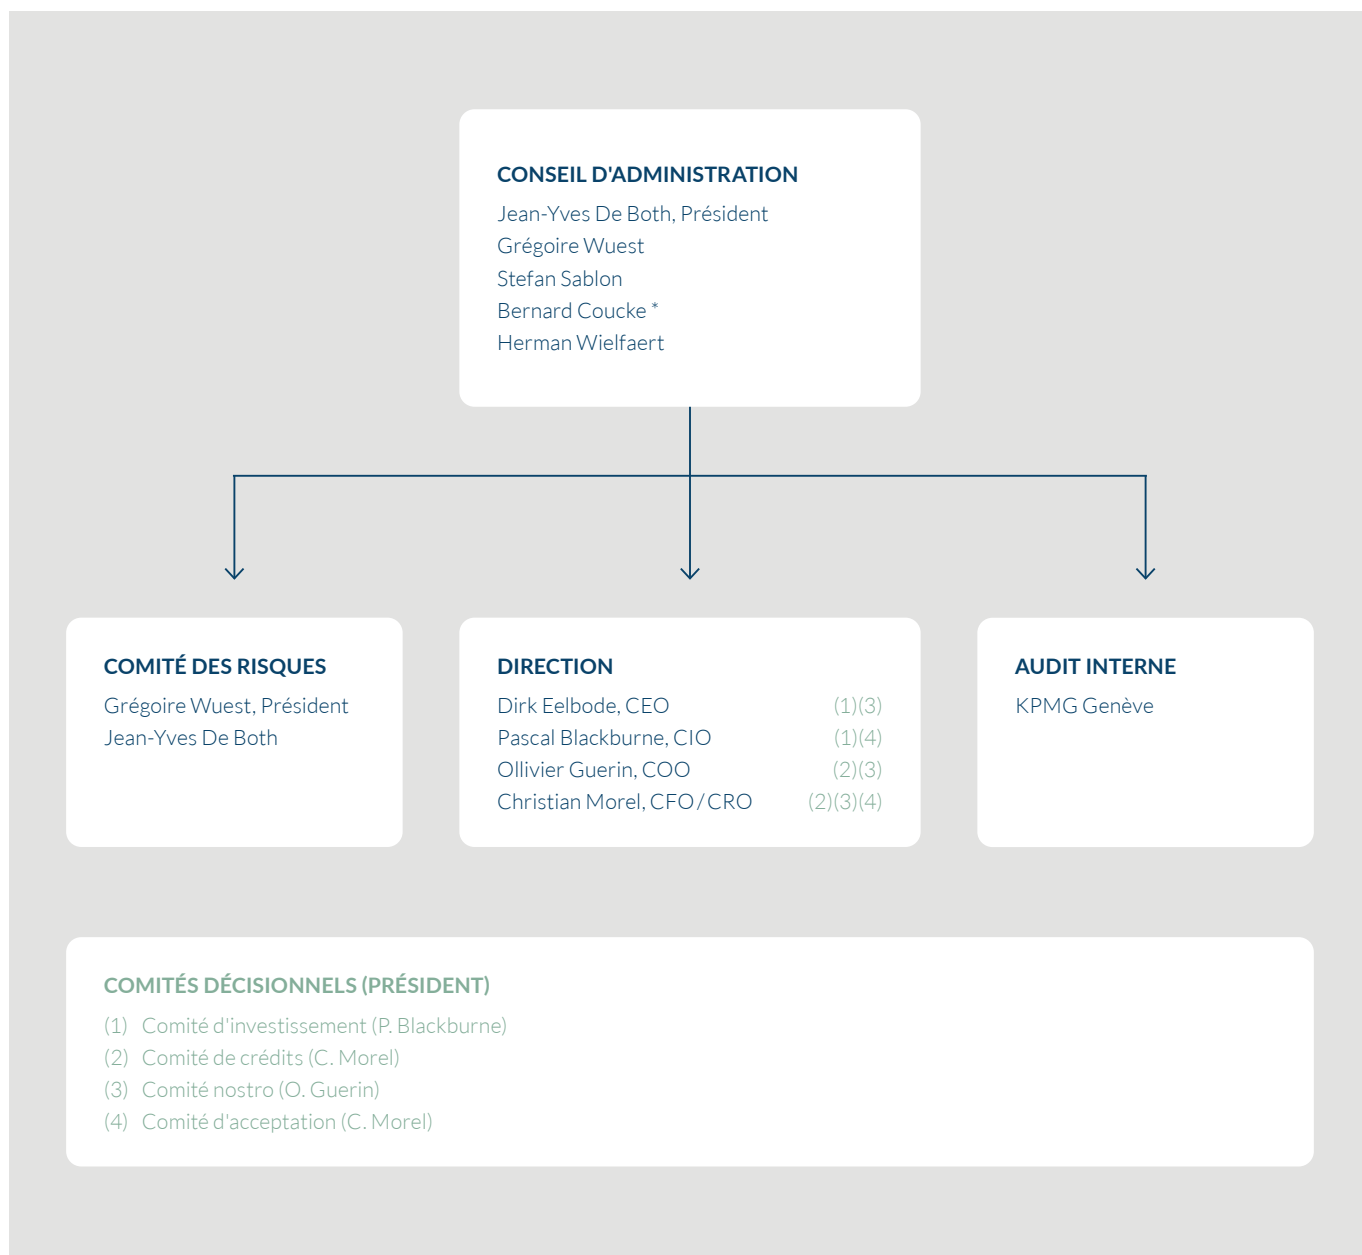 CONSEIL D'ADMINISTRATION
Jean-Yves De Both, Président
Grégoire Wuest
Stefan Sablon
Bernard Coucke *
Herman Wielfaert
COMITÉ DES RISQUES
Grégoire Wuest, Président
Jean-Yves De Both
DIRECTION
Dirk Eelbode, CEO (1)(3)
Pascal Blackburne, CIO (1)(4)
Ollivier Guerin, COO (2)(3)
Christian Morel, CFO/CRO (2)(3)(4)
AUDIT INTERNE
KPMG Genève
COMITÉS DÉCISIONNELS (PRÉSIDENT)
(1) Comité d'investissement (P. Blackburne)
(2) Comité de crédits (C. Morel)
(3) Comité nostro (O. Guerin)
(4) Comité d'acceptation (C. Morel)